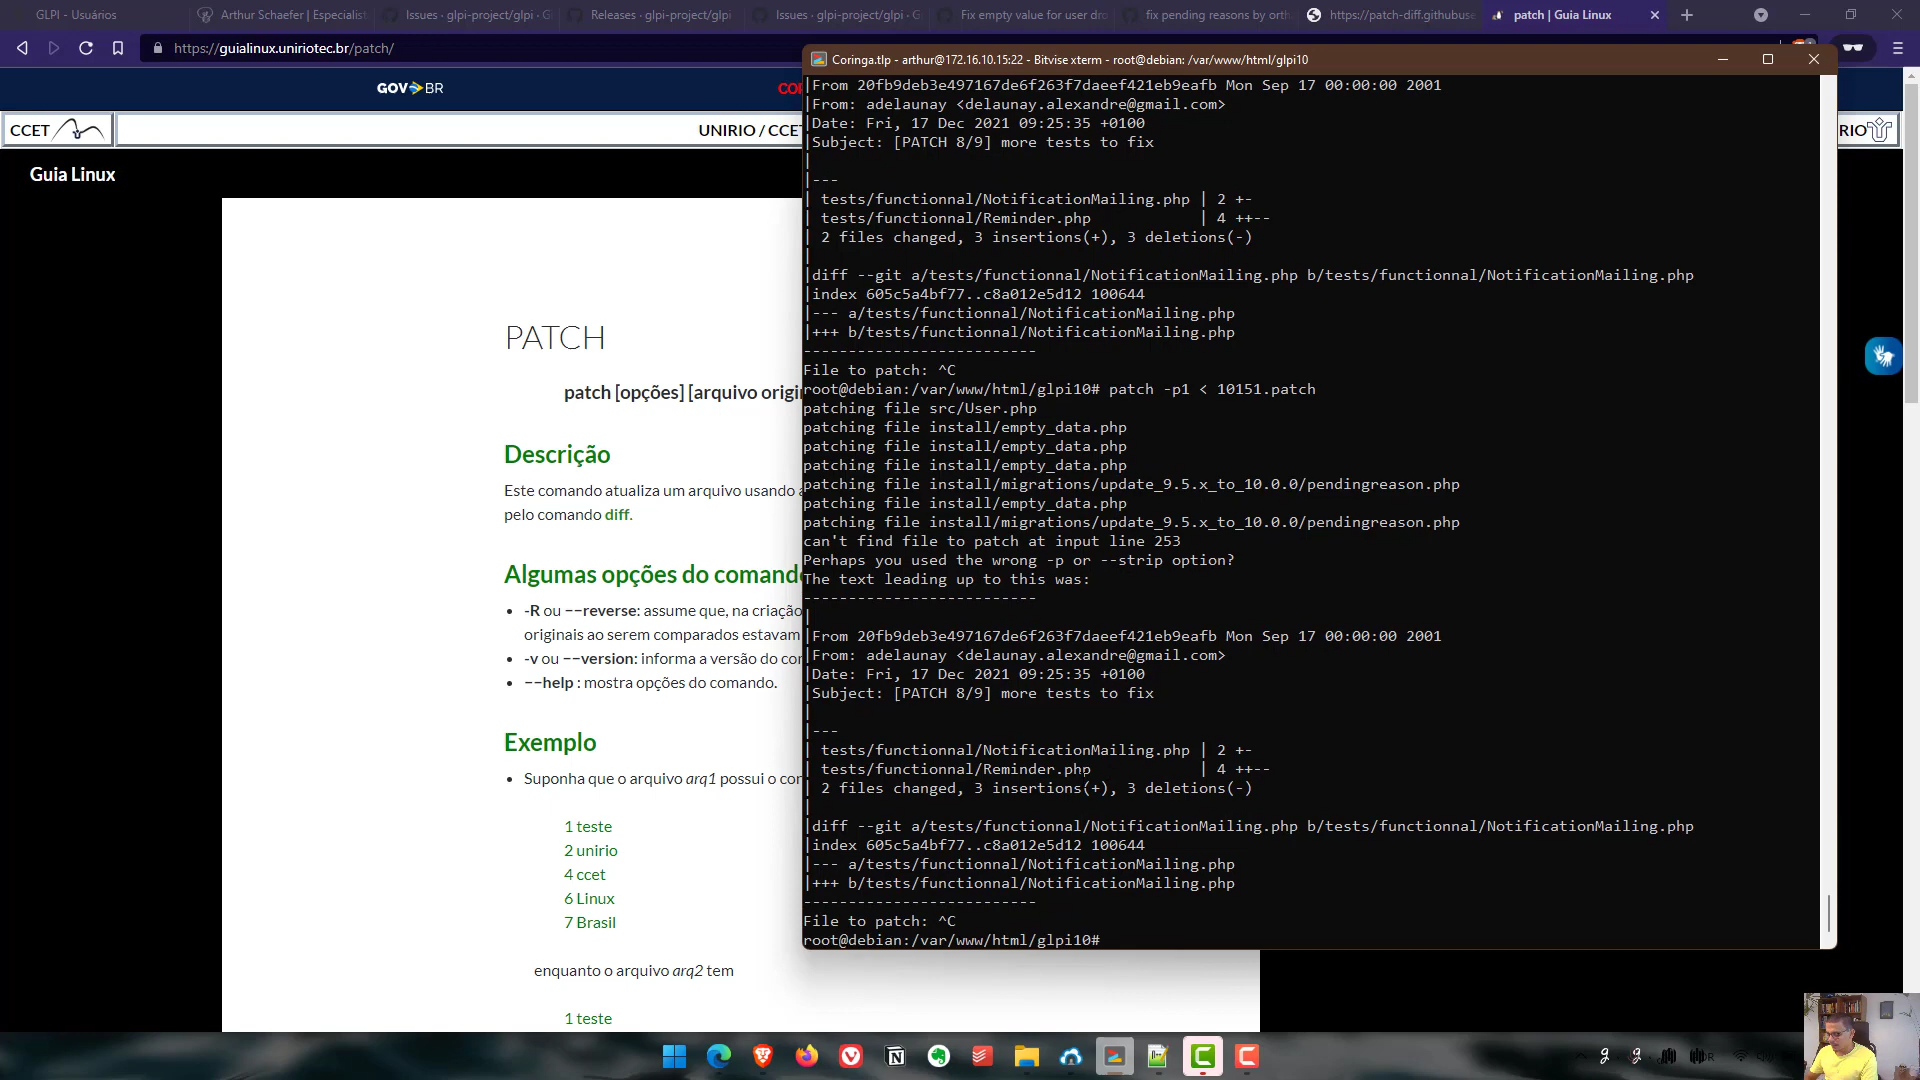 GLPI - Usuários
Arthur Schaefer | Especialist
Issues · glpi-project/glpi · G
Releases · glpi-project/glpi
Issues · glpi-project/glpi · G
Fix empty value for user dro
fix pending reasons by orth
https://patch-diff.githubuse
patch | Guia Linux
https://guialinux.uniriotec.br/patch/
GOV BR
CO
CCET
UNIRIO / CCE
RIO
Guia Linux
PATCH
patch [opções] [arquivo origi
Descrição
Este comando atualiza um arquivo usando a
pelo comando diff.
Algumas opções do comando
-R ou −−reverse: assume que, na criação
originais ao serem comparados estavam
-v ou −−version: informa a versão do co
−−help : mostra opções do comando.
Exemplo
Suponha que o arquivo arq1 possui o con
1 teste
2 unirio
4 ccet
6 Linux
7 Brasil
enquanto o arquivo arq2 tem
1 teste
Coringa.tlp - arthur@172.16.10.15:22 - Bitvise xterm - root@debian: /var/www/html/glpi10
|From 20fb9deb3e497167de6f263f7daeef421eb9eafb Mon Sep 17 00:00:00 2001
|From: adelaunay <delaunay.alexandre@gmail.com>
|Date: Fri, 17 Dec 2021 09:25:35 +0100
|Subject: [PATCH 8/9] more tests to fix
|
|---
| tests/functionnal/NotificationMailing.php | 2 +-
| tests/functionnal/Reminder.php            | 4 ++--
| 2 files changed, 3 insertions(+), 3 deletions(-)
|
|diff --git a/tests/functionnal/NotificationMailing.php b/tests/functionnal/NotificationMailing.php
|index 605c5a4bf77..c8a012e5d12 100644
|--- a/tests/functionnal/NotificationMailing.php
|+++ b/tests/functionnal/NotificationMailing.php
--------------------------
File to patch: ^C
root@debian:/var/www/html/glpi10# patch -p1 < 10151.patch
patching file src/User.php
patching file install/empty_data.php
patching file install/empty_data.php
patching file install/empty_data.php
patching file install/migrations/update_9.5.x_to_10.0.0/pendingreason.php
patching file install/empty_data.php
patching file install/migrations/update_9.5.x_to_10.0.0/pendingreason.php
can't find file to patch at input line 253
Perhaps you used the wrong -p or --strip option?
The text leading up to this was:
--------------------------
|
|From 20fb9deb3e497167de6f263f7daeef421eb9eafb Mon Sep 17 00:00:00 2001
|From: adelaunay <delaunay.alexandre@gmail.com>
|Date: Fri, 17 Dec 2021 09:25:35 +0100
|Subject: [PATCH 8/9] more tests to fix
|
|---
| tests/functionnal/NotificationMailing.php | 2 +-
| tests/functionnal/Reminder.php            | 4 ++--
| 2 files changed, 3 insertions(+), 3 deletions(-)
|
|diff --git a/tests/functionnal/NotificationMailing.php b/tests/functionnal/NotificationMailing.php
|index 605c5a4bf77..c8a012e5d12 100644
|--- a/tests/functionnal/NotificationMailing.php
|+++ b/tests/functionnal/NotificationMailing.php
--------------------------
File to patch: ^C
root@debian:/var/www/html/glpi10#